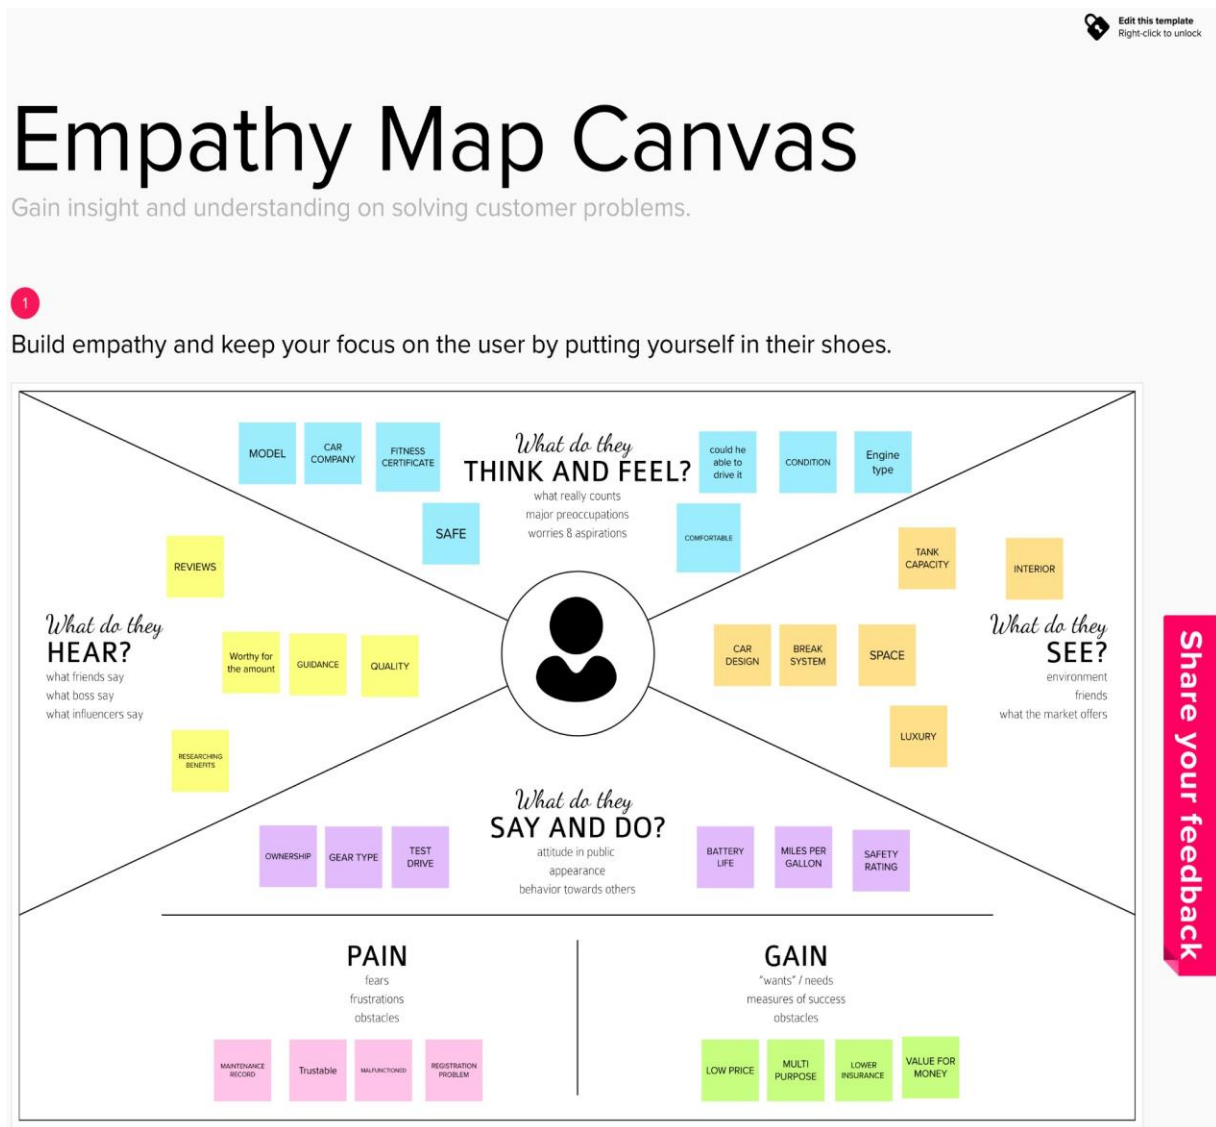 Edit this template
Right-click to unlock
Empathy Map Canvas
Gain insight and understanding on solving customer problems.
1
Build empathy and keep your focus on the user by putting yourself in their shoes.
What do they
THINK AND FEEL?
what really counts
major preoccupations
worries & aspirations
MODEL
CAR
COMPANY
FITNESS
CERTIFICATE
SAFE
could he
able to
drive it
CONDITION
Engine
type
COMFORTABLE
What do they
HEAR?
what friends say
what boss say
what influencers say
REVIEWS
Worthy for
the amount
GUIDANCE
QUALITY
RESEARCHING
BENEFITS
What do they
SEE?
environment
friends
what the market offers
TANK
CAPACITY
INTERIOR
CAR
DESIGN
BREAK
SYSTEM
SPACE
LUXURY
What do they
SAY AND DO?
attitude in public
appearance
behavior towards others
OWNERSHIP
GEAR TYPE
TEST
DRIVE
BATTERY
LIFE
MILES PER
GALLON
SAFETY
RATING
PAIN
fears
frustrations
obstacles
MAINTENANCE
RECORD
Trustable
MALFUNCTIONED
REGISTRATION
PROBLEM
GAIN
"wants" / needs
measures of success
obstacles
LOW PRICE
MULTI
PURPOSE
LOWER
INSURANCE
VALUE FOR
MONEY
Share your feedback